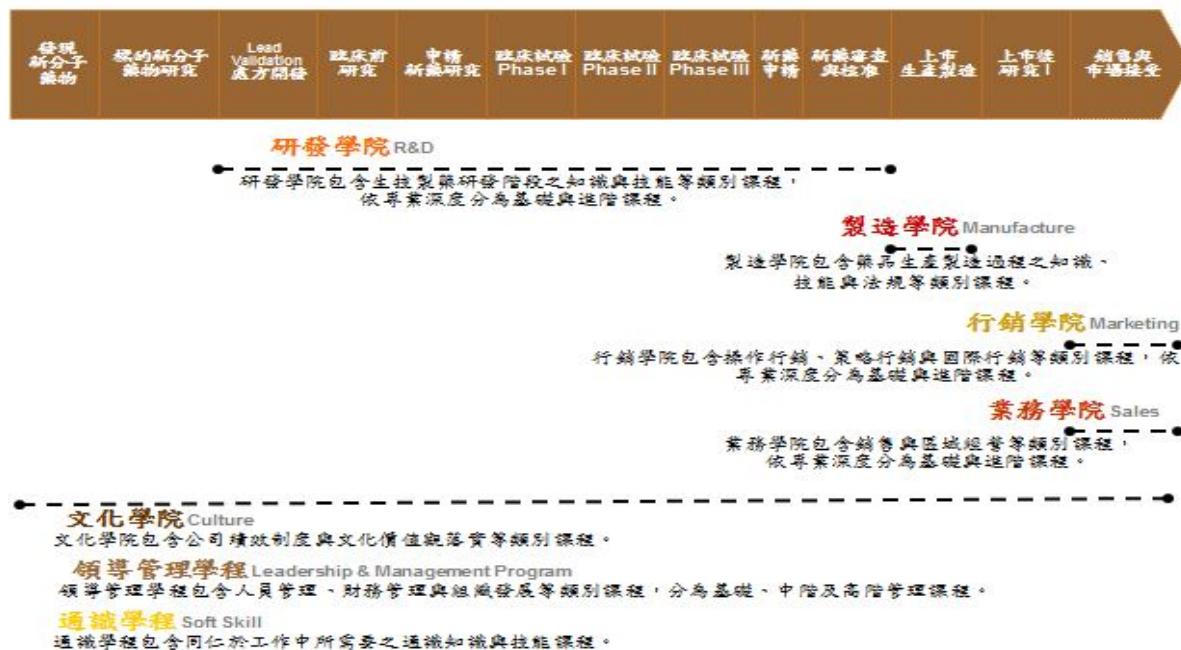 發現
新分子
藥物
標的新分子
藥物研究
Lead
Validation
處方開發
臨床前
研究
申請
新藥研究
臨床試驗
Phase I
臨床試驗
Phase II
臨床試驗
Phase III
新藥
申請
新藥審查
與核准
上市
生產製造
上市後
研究 I
銷售與
市場接受
研發學院 R&D
研發學院包含生技製藥研發階段之知識與技能等類別課程，
依專業深度分為基礎與進階課程。
製造學院 Manufacture
製造學院包含藥品生產製造過程之知識、
技能與法規等類別課程。
行銷學院 Marketing
行銷學院包含操作行銷、策略行銷與國際行銷等類別課程，依
專業深度分為基礎與進階課程。
業務學院 Sales
業務學院包含銷售與區域經營等類別課程，
依專業深度分為基礎與進階課程。
文化學院 Culture
文化學院包含公司績效制度與文化價值觀落實等類別課程。
領導管理學程 Leadership & Management Program
領導管理學程包含人員管理、財務管理與組織發展等類別課程，分為基礎、中階及高階管理課程。
通識學程 Soft Skill
通識學程包含同仁於工作中所需要之通識知識與技能課程。